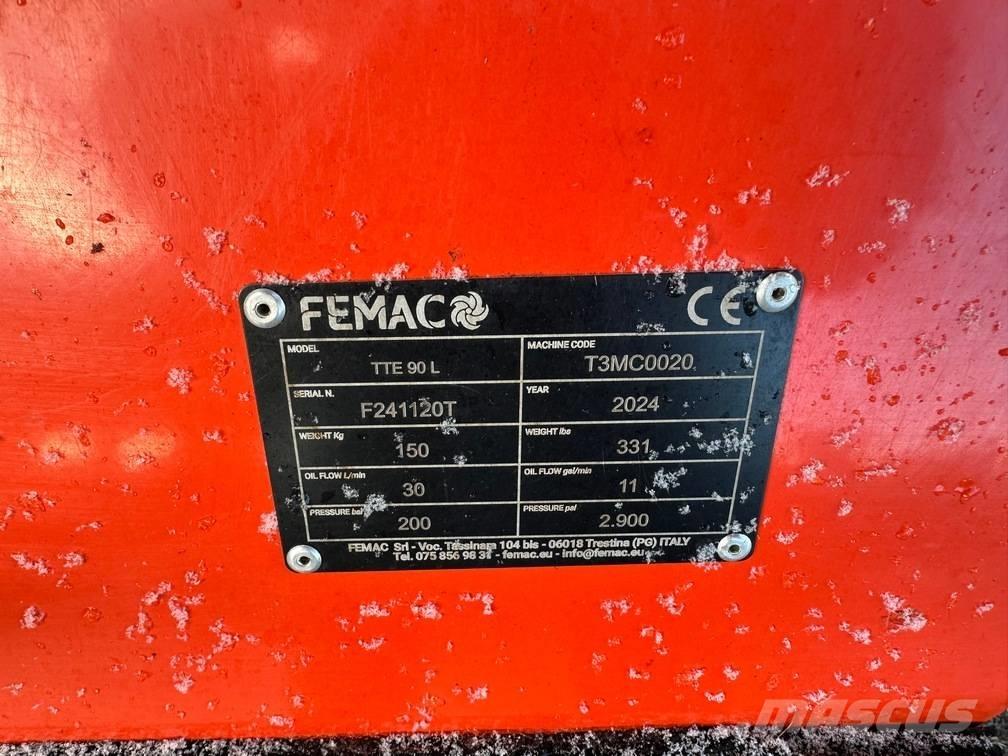 FEMAC CE
MODEL MACHINE CODE
TTE 90 L T3MC0020
SERIAL N. YEAR
F241120T 2024
WEIGHT Kg WEIGHT lbs
150 331
OIL FLOW L/min OIL FLOW gal/min
30 11
PRESSURE bar PRESSURE psi
200 2.900
FEMAC Srl - Voc. Tassinara 104 bis - 06018 Trestina (PG) ITALY
Tel. 075 856 98 31 - femac.eu - info@femac.eu
mascus